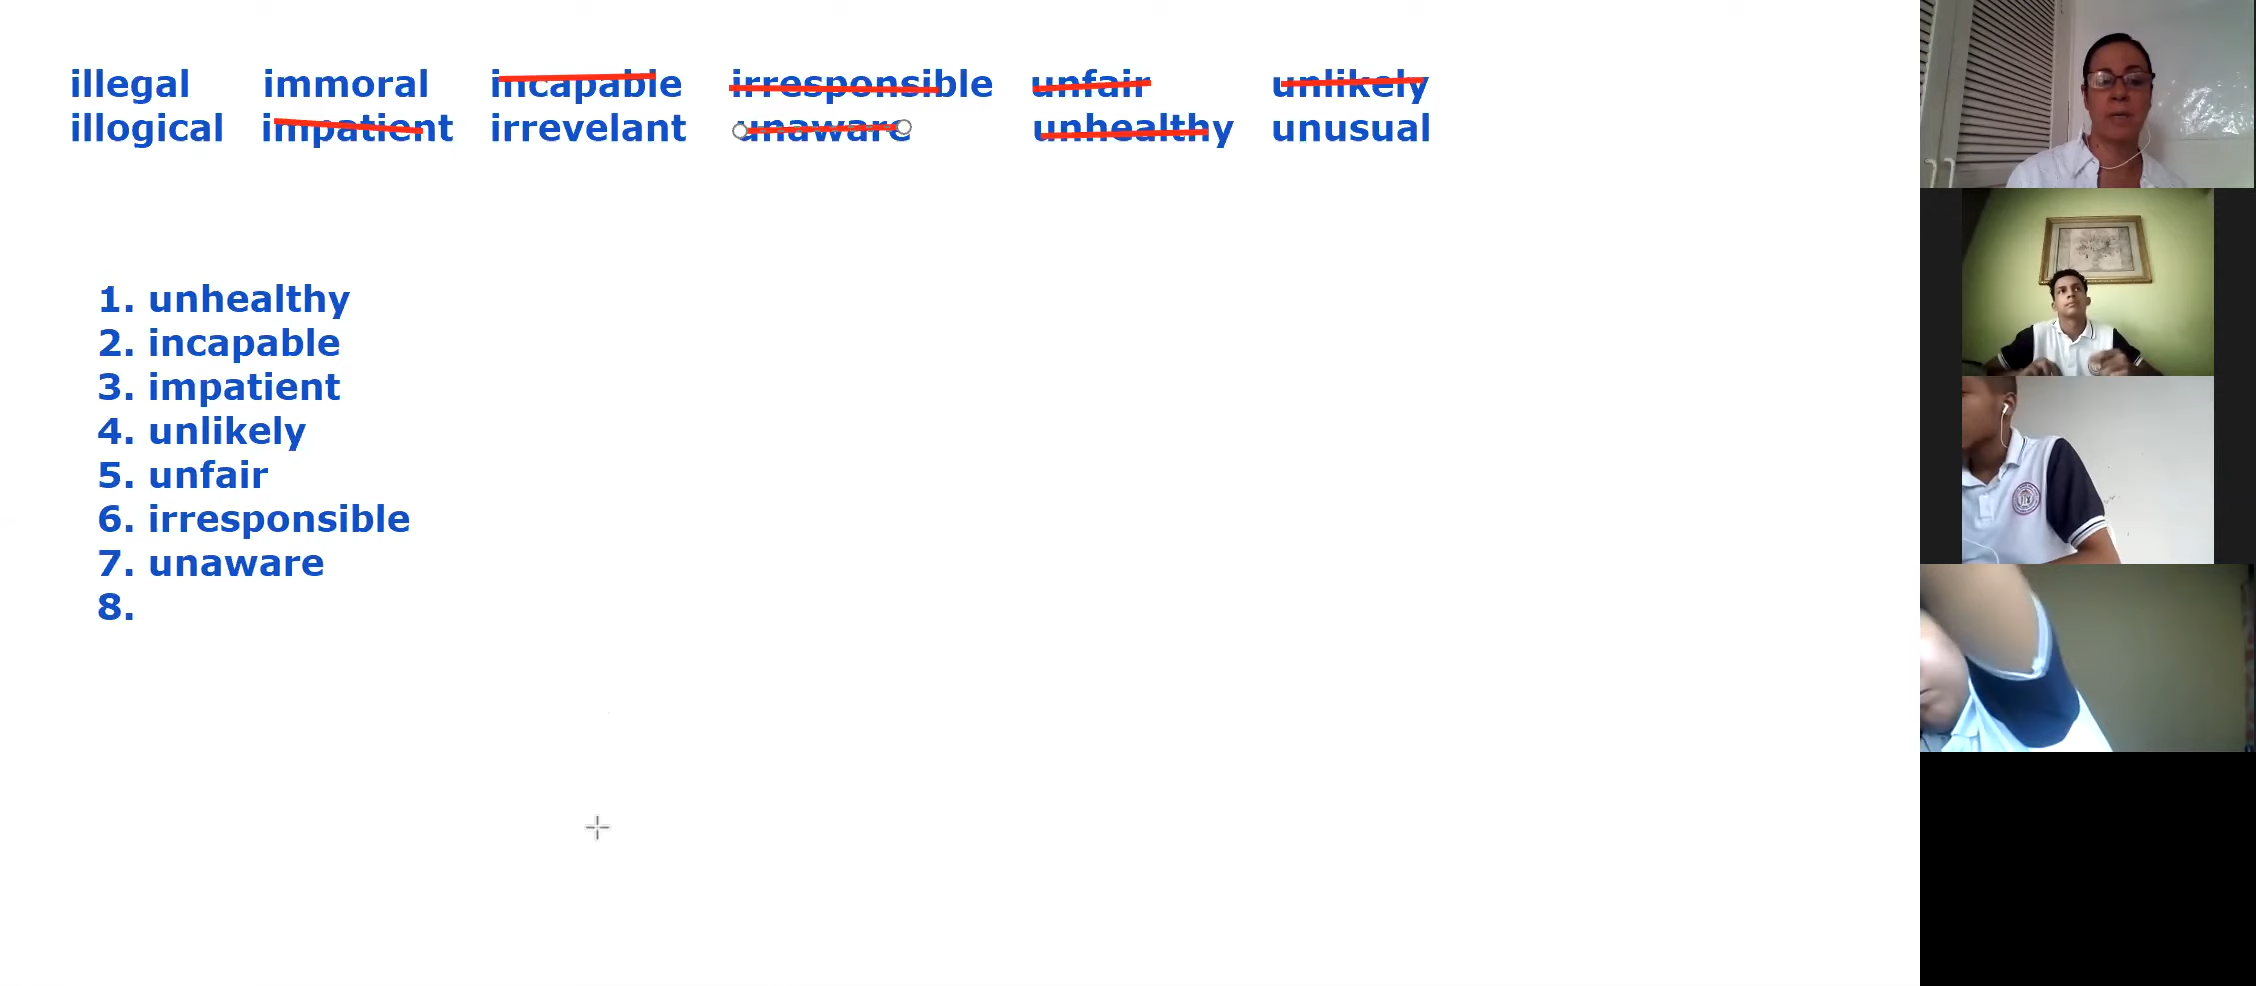 illegal immoral incapable irresponsible unfair unlikely
illogical impatient irrevelant unaware unhealthy unusual
1. unhealthy
2. incapable
3. impatient
4. unlikely
5. unfair
6. irresponsible
7. unaware
8.